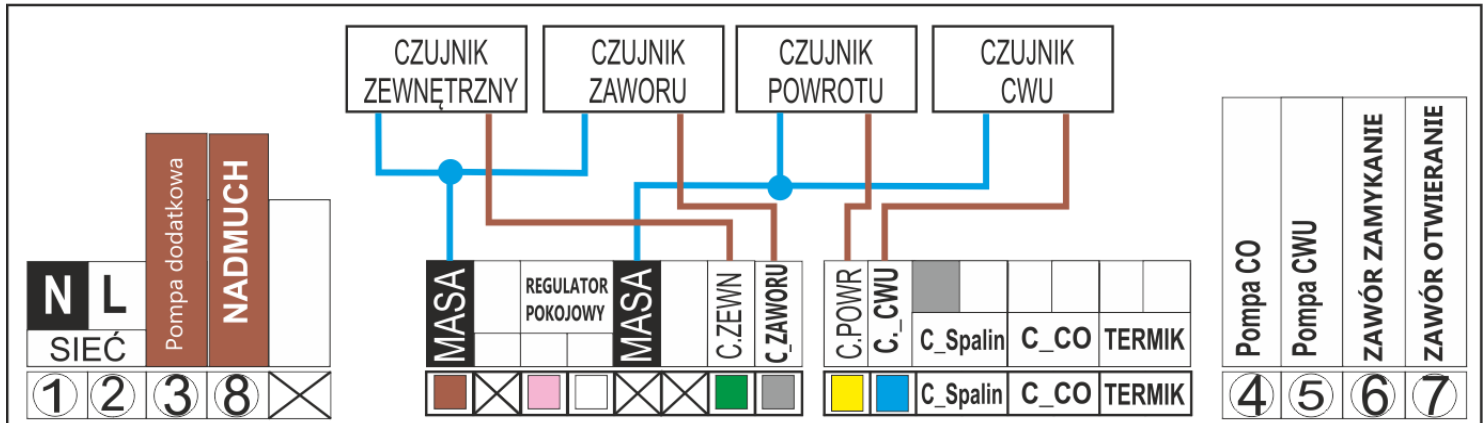 CZUJNIK
ZEWNĘTRZNY
CZUJNIK
ZAWORU
CZUJNIK
POWROTU
CZUJNIK
CWU
N
L
SIEĆ
Pompa dodatkowa
NADMUCH
MASA
REGULATOR
POKOJOWY
MASA
C.ZEWN
C_ZAWORU
C.POWR
C._CWU
C_Spalin
C_CO
TERMIK
Pompa CO
Pompa CWU
ZAWÓR ZAMYKANIE
ZAWÓR OTWIERANIE
1 2 3 8
C_Spalin C_CO TERMIK
4 5 6 7